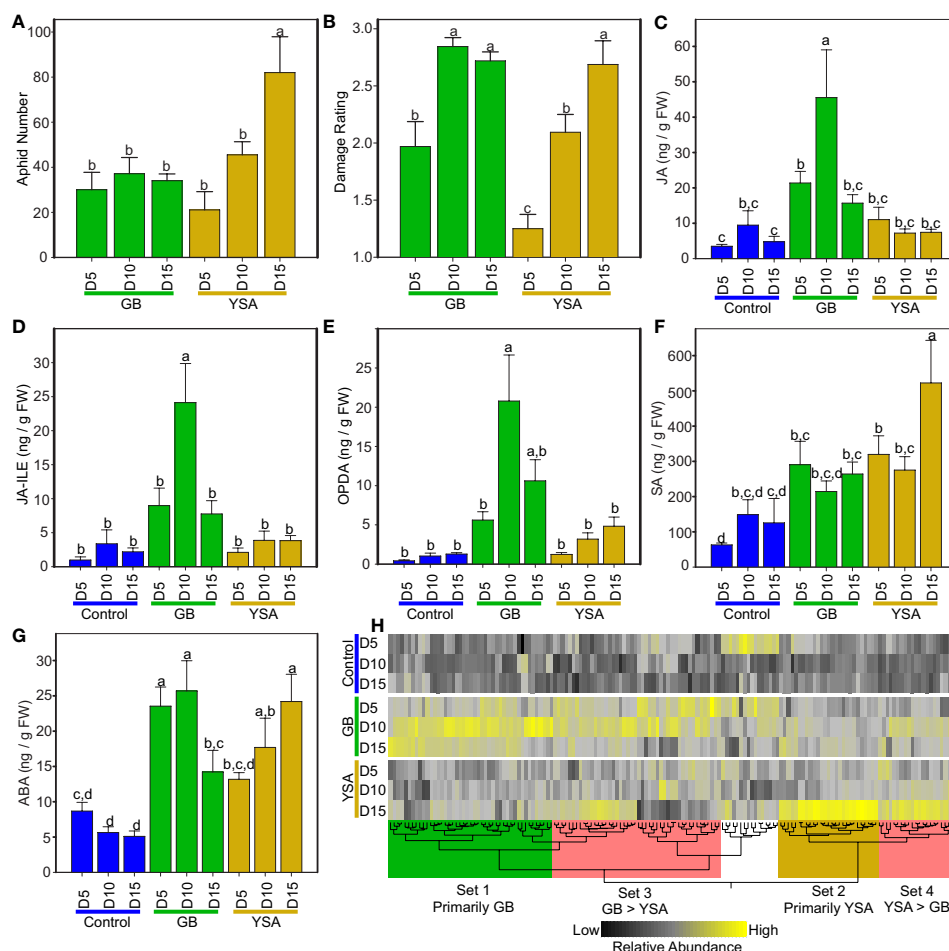 A
Aphid Number
100
80
60
40
20
0
b b b b b a
D5 D10 D15 D5 D10 D15
GB YSA
B
Damage Rating
3.0
2.5
2.0
1.5
1.0
b a a c b a
D5 D10 D15 D5 D10 D15
GB YSA
C
JA (ng / g FW)
60
50
40
30
20
10
0
c b,c c b a b,c b,c b,c b,c
D5 D10 D15 D5 D10 D15 D5 D10 D15
Control GB YSA
D
JA-ILE (ng / g FW)
30
25
20
15
10
5
0
b b b b a b b b b
D5 D10 D15 D5 D10 D15 D5 D10 D15
Control GB YSA
E
OPDA (ng / g FW)
25
20
15
10
5
0
b b b b a a,b b b b
D5 D10 D15 D5 D10 D15 D5 D10 D15
Control GB YSA
F
SA (ng / g FW)
600
500
400
300
200
100
0
d b,c,d c,d b,c b,c,d b,c b b,c a
D5 D10 D15 D5 D10 D15 D5 D10 D15
Control GB YSA
G
ABA (ng / g FW)
30
25
20
15
10
5
0
c,d d d a a b,c b,c,d a,b a
D5 D10 D15 D5 D10 D15 D5 D10 D15
Control GB YSA
H
Control
D5
D10
D15
GB
D5
D10
D15
YSA
D5
D10
D15
Set 1 Set 3 Set 2 Set 4
Primarily GB GB > YSA Primarily YSA YSA > GB
Low High
Relative Abundance